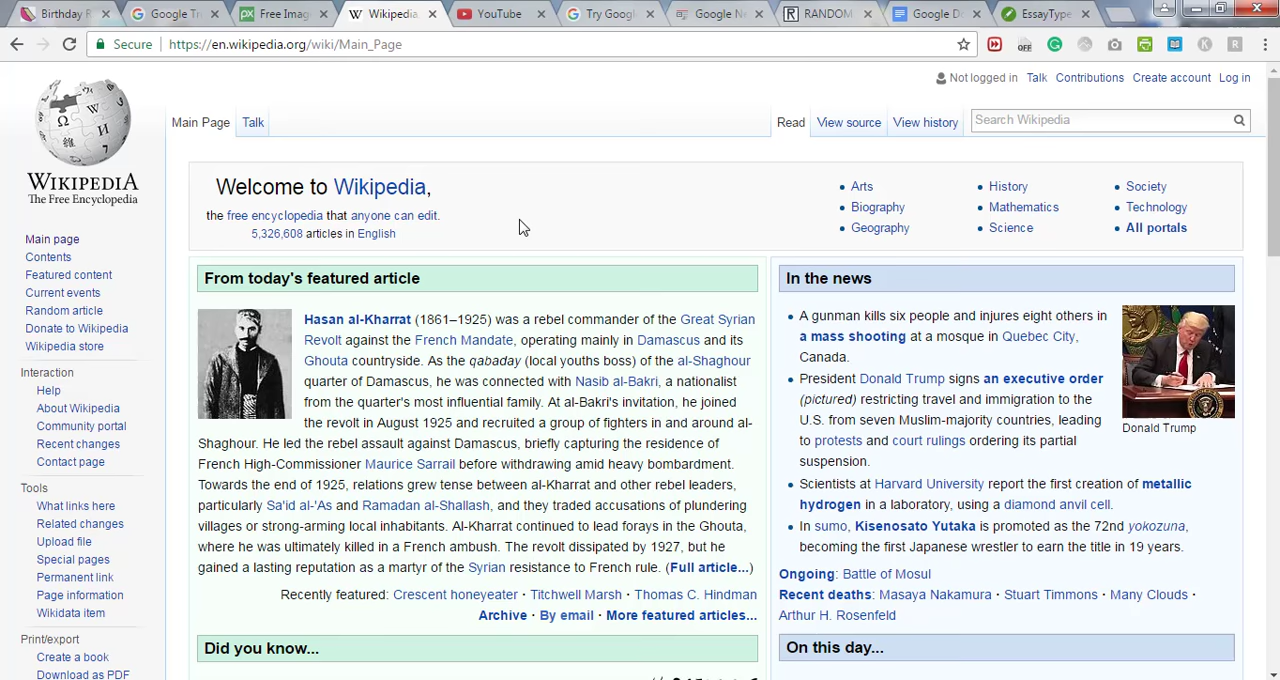 Birthday R
Google Tr
Free Imag
Wikipedia
YouTube
Try Googl
Google N
RANDOM
Google D
EssayType
Secure
https://en.wikipedia.org/wiki/Main_Page
OFF
Not logged in Talk Contributions Create account Log in
Main Page Talk
Read View source View history
Search Wikipedia
WIKIPEDIA
The Free Encyclopedia
Main page
Contents
Featured content
Current events
Random article
Donate to Wikipedia
Wikipedia store
Interaction
Help
About Wikipedia
Community portal
Recent changes
Contact page
Tools
What links here
Related changes
Upload file
Special pages
Permanent link
Page information
Wikidata item
Print/export
Create a book
Download as PDF
Welcome to Wikipedia,
the free encyclopedia that anyone can edit.
5,326,608 articles in English
Arts
Biography
Geography
History
Mathematics
Science
Society
Technology
All portals
From today's featured article
Hasan al-Kharrat (1861–1925) was a rebel commander of the Great Syrian
Revolt against the French Mandate, operating mainly in Damascus and its
Ghouta countryside. As the qabaday (local youths boss) of the al-Shaghour
quarter of Damascus, he was connected with Nasib al-Bakri, a nationalist
from the quarter's most influential family. At al-Bakri's invitation, he joined
the revolt in August 1925 and recruited a group of fighters in and around al-
Shaghour. He led the rebel assault against Damascus, briefly capturing the residence of
French High-Commissioner Maurice Sarrail before withdrawing amid heavy bombardment.
Towards the end of 1925, relations grew tense between al-Kharrat and other rebel leaders,
particularly Sa'id al-'As and Ramadan al-Shallash, and they traded accusations of plundering
villages or strong-arming local inhabitants. Al-Kharrat continued to lead forays in the Ghouta,
where he was ultimately killed in a French ambush. The revolt dissipated by 1927, but he
gained a lasting reputation as a martyr of the Syrian resistance to French rule. (Full article...)
Recently featured: Crescent honeyeater · Titchwell Marsh · Thomas C. Hindman
Archive · By email · More featured articles...
Did you know...
In the news
A gunman kills six people and injures eight others in
a mass shooting at a mosque in Quebec City,
Canada.
President Donald Trump signs an executive order
(pictured) restricting travel and immigration to the
U.S. from seven Muslim-majority countries, leading
to protests and court rulings ordering its partial
suspension.
Donald Trump
Scientists at Harvard University report the first creation of metallic
hydrogen in a laboratory, using a diamond anvil cell.
In sumo, Kisenosato Yutaka is promoted as the 72nd yokozuna,
becoming the first Japanese wrestler to earn the title in 19 years.
Ongoing: Battle of Mosul
Recent deaths: Masaya Nakamura · Stuart Timmons · Many Clouds ·
Arthur H. Rosenfeld
On this day...